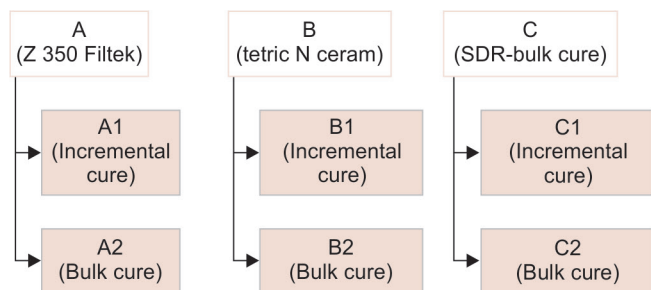 A
(Z 350 Filtek)
A1
(Incremental
cure)
A2
(Bulk cure)
B
(tetric N ceram)
B1
(Incremental
cure)
B2
(Bulk cure)
C
(SDR-bulk cure)
C1
(Incremental
cure)
C2
(Bulk cure)